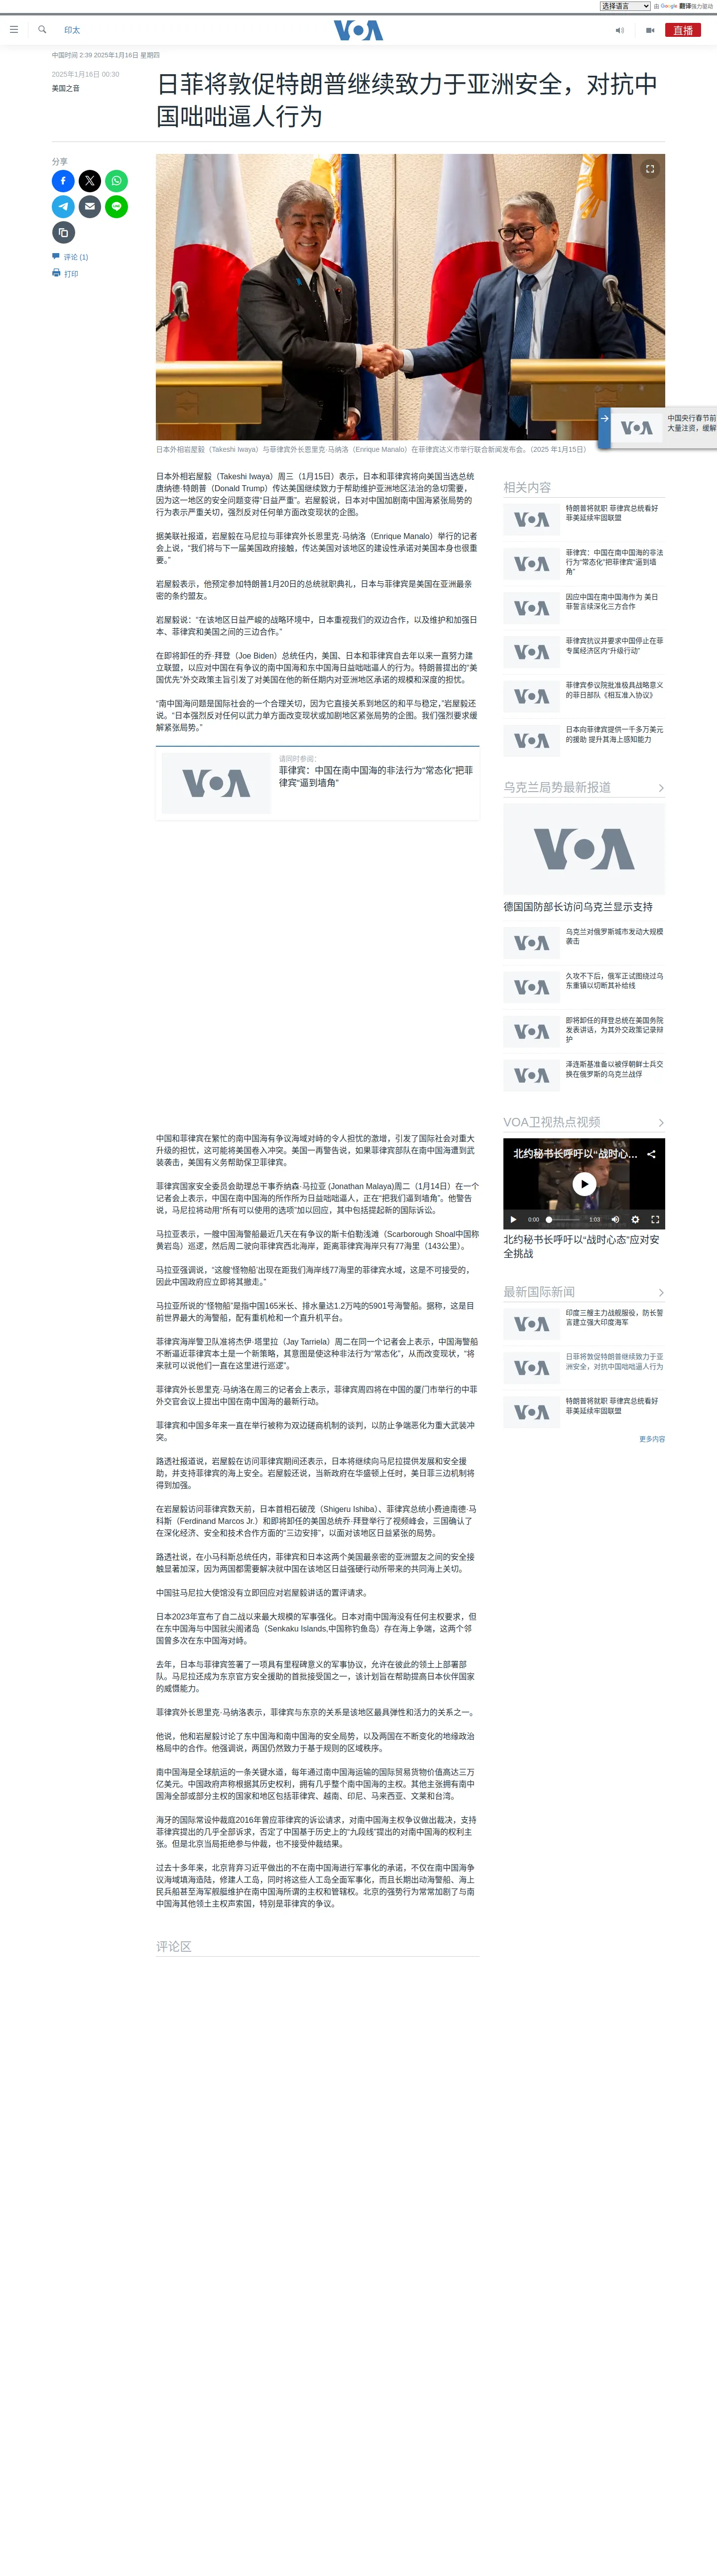 选择语言 由 Google 翻译强力驱动
印太
VOA
直播
中国时间 2:39 2025年1月16日 星期四
2025年1月16日 00:30
美国之音
日菲将敦促特朗普继续致力于亚洲安全，对抗中
国咄咄逼人行为
分享
评论 (1)
打印
中国央行春节前
大量注资，缓解
日本外相岩屋毅（Takeshi Iwaya）与菲律宾外长恩里克·马纳洛（Enrique Manalo）在菲律宾达义市举行联合新闻发布会。（2025 年1月15日）
日本外相岩屋毅（Takeshi Iwaya）周三（1月15日）表示，日本和菲律宾将向美国当选总统
唐纳德·特朗普（Donald Trump）传达美国继续致力于帮助维护亚洲地区法治的急切需要，
因为这一地区的安全问题变得“日益严重”。岩屋毅说，日本对中国加剧南中国海紧张局势的
行为表示严重关切，强烈反对任何单方面改变现状的企图。
据美联社报道，岩屋毅在马尼拉与菲律宾外长恩里克·马纳洛（Enrique Manalo）举行的记者
会上说，“我们将与下一届美国政府接触，传达美国对该地区的建设性承诺对美国本身也很重
要。”
岩屋毅表示，他预定参加特朗普1月20日的总统就职典礼，日本与菲律宾是美国在亚洲最亲
密的条约盟友。
岩屋毅说：“在该地区日益严峻的战略环境中，日本重视我们的双边合作，以及维护和加强日
本、菲律宾和美国之间的三边合作。”
在即将卸任的乔·拜登（Joe Biden）总统任内，美国、日本和菲律宾自去年以来一直努力建
立联盟，以应对中国在有争议的南中国海和东中国海日益咄咄逼人的行为。特朗普提出的“美
国优先”外交政策主旨引发了对美国在他的新任期内对亚洲地区承诺的规模和深度的担忧。
“南中国海问题是国际社会的一个合理关切，因为它直接关系到地区的和平与稳定，”岩屋毅还
说。“日本强烈反对任何以武力单方面改变现状或加剧地区紧张局势的企图。我们强烈要求缓
解紧张局势。”
请同时参阅：
菲律宾：中国在南中国海的非法行为“常态化”把菲
律宾“逼到墙角”
VOA
中国和菲律宾在繁忙的南中国海有争议海域对峙的令人担忧的激增，引发了国际社会对重大
升级的担忧，这可能将美国卷入冲突。美国一再警告说，如果菲律宾部队在南中国海遭到武
装袭击，美国有义务帮助保卫菲律宾。
菲律宾国家安全委员会助理总干事乔纳森·马拉亚 (Jonathan Malaya)周二（1月14日）在一个
记者会上表示，中国在南中国海的所作所为日益咄咄逼人，正在“把我们逼到墙角”。他警告
说，马尼拉将动用“所有可以使用的选项”加以回应，其中包括提起新的国际诉讼。
马拉亚表示，一艘中国海警船最近几天在有争议的斯卡伯勒浅滩（Scarborough Shoal中国称
黄岩岛）巡逻，然后周二驶向菲律宾西北海岸，距离菲律宾海岸只有77海里（143公里）。
马拉亚强调说，“这艘‘怪物船’出现在距我们海岸线77海里的菲律宾水域，这是不可接受的，
因此中国政府应立即将其撤走。”
马拉亚所说的“怪物船”是指中国165米长、排水量达1.2万吨的5901号海警船。据称，这是目
前世界最大的海警船，配有重机枪和一个直升机平台。
菲律宾海岸警卫队准将杰伊·塔里拉（Jay Tarriela）周二在同一个记者会上表示，中国海警船
不断逼近菲律宾本土是一个新策略，其意图是使这种非法行为“常态化”，从而改变现状，“将
来就可以说他们一直在这里进行巡逻”。
菲律宾外长恩里克·马纳洛在周三的记者会上表示，菲律宾周四将在中国的厦门市举行的中菲
外交官会议上提出中国在南中国海的最新行动。
菲律宾和中国多年来一直在举行被称为双边磋商机制的谈判，以防止争端恶化为重大武装冲
突。
路透社报道说，岩屋毅在访问菲律宾期间还表示，日本将继续向马尼拉提供发展和安全援
助，并支持菲律宾的海上安全。岩屋毅还说，当新政府在华盛顿上任时，美日菲三边机制将
得到加强。
在岩屋毅访问菲律宾数天前，日本首相石破茂（Shigeru Ishiba）、菲律宾总统小费迪南德·马
科斯（Ferdinand Marcos Jr.）和即将卸任的美国总统乔·拜登举行了视频峰会，三国确认了
在深化经济、安全和技术合作方面的“三边安排”，以面对该地区日益紧张的局势。
路透社说，在小马科斯总统任内，菲律宾和日本这两个美国最亲密的亚洲盟友之间的安全接
触显著加深，因为两国都需要解决就中国在该地区日益强硬行动所带来的共同海上关切。
中国驻马尼拉大使馆没有立即回应对岩屋毅讲话的置评请求。
日本2023年宣布了自二战以来最大规模的军事强化。日本对南中国海没有任何主权要求，但
在东中国海与中国就尖阁诸岛（Senkaku Islands,中国称钓鱼岛）存在海上争端，这两个邻
国曾多次在东中国海对峙。
去年，日本与菲律宾签署了一项具有里程碑意义的军事协议，允许在彼此的领土上部署部
队。马尼拉还成为东京官方安全援助的首批接受国之一，该计划旨在帮助提高日本伙伴国家
的威慑能力。
菲律宾外长恩里克·马纳洛表示，菲律宾与东京的关系是该地区最具弹性和活力的关系之一。
他说，他和岩屋毅讨论了东中国海和南中国海的安全局势，以及两国在不断变化的地缘政治
格局中的合作。他强调说，两国仍然致力于基于规则的区域秩序。
南中国海是全球航运的一条关键水道，每年通过南中国海运输的国际贸易货物价值高达三万
亿美元。中国政府声称根据其历史权利，拥有几乎整个南中国海的主权。其他主张拥有南中
国海全部或部分主权的国家和地区包括菲律宾、越南、印尼、马来西亚、文莱和台湾。
海牙的国际常设仲裁庭2016年曾应菲律宾的诉讼请求，对南中国海主权争议做出裁决，支持
菲律宾提出的几乎全部诉求，否定了中国基于历史上的“九段线”提出的对南中国海的权利主
张。但是北京当局拒绝参与仲裁，也不接受仲裁结果。
过去十多年来，北京背弃习近平做出的不在南中国海进行军事化的承诺，不仅在南中国海争
议海域填海造陆，修建人工岛，同时将这些人工岛全面军事化，而且长期出动海警船、海上
民兵船甚至海军舰艇维护在南中国海所谓的主权和管辖权。北京的强势行为常常加剧了与南
中国海其他领土主权声索国，特别是菲律宾的争议。
评论区
相关内容
特朗普将就职 菲律宾总统看好
菲美延续牢固联盟
菲律宾：中国在南中国海的非法
行为“常态化”把菲律宾“逼到墙
角”
因应中国在南中国海作为 美日
菲誓言续深化三方合作
菲律宾抗议并要求中国停止在菲
专属经济区内“升级行动”
菲律宾参议院批准极具战略意义
的菲日部队《相互准入协议》
日本向菲律宾提供一千多万美元
的援助 提升其海上感知能力
乌克兰局势最新报道
VOA
德国国防部长访问乌克兰显示支持
乌克兰对俄罗斯城市发动大规模
袭击
久攻不下后，俄军正试图绕过乌
东重镇以切断其补给线
即将卸任的拜登总统在美国务院
发表讲话，为其外交政策记录辩
护
泽连斯基准备以被俘朝鲜士兵交
换在俄罗斯的乌克兰战俘
VOA卫视热点视频
北约秘书长呼吁以“战时心...
0:00
1:03
北约秘书长呼吁以“战时心态”应对安
全挑战
最新国际新闻
印度三艘主力战舰服役，防长誓
言建立强大印度海军
日菲将敦促特朗普继续致力于亚
洲安全，对抗中国咄咄逼人行为
特朗普将就职 菲律宾总统看好
菲美延续牢固联盟
更多内容